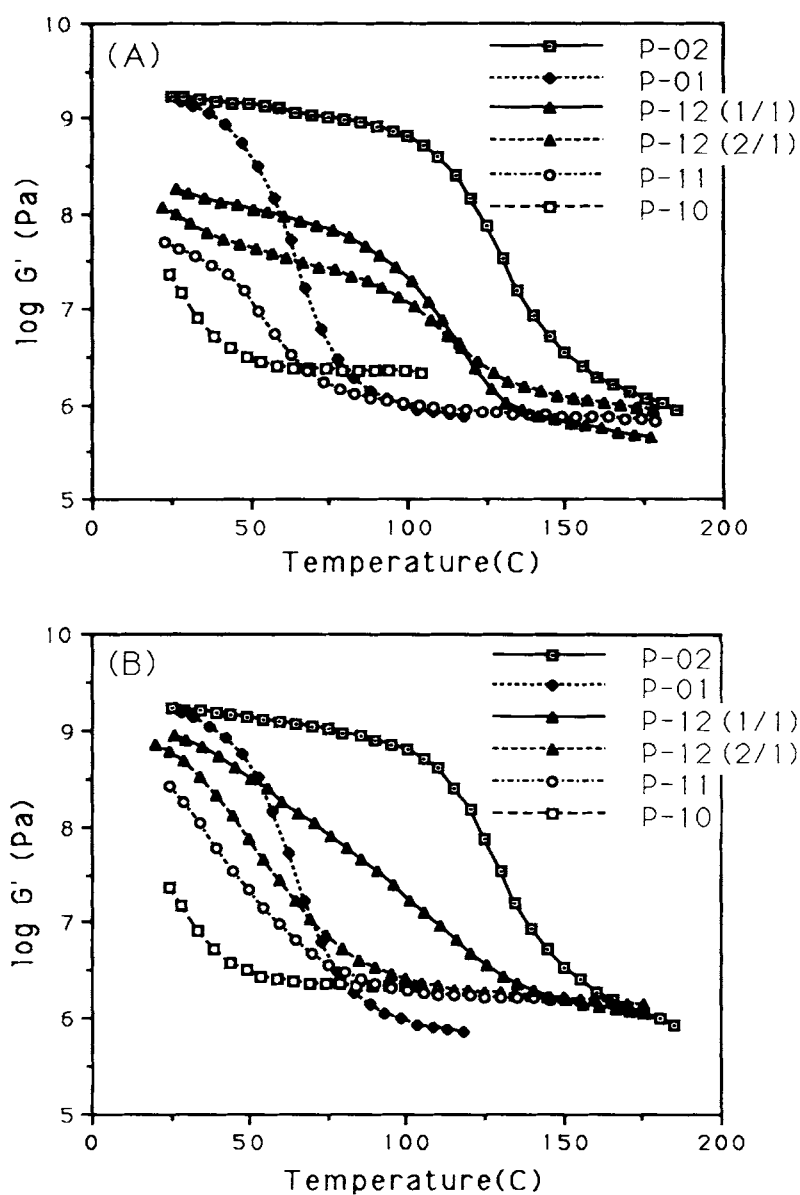 10
(A)
P-02
P-01
9
P-12 (1/1)
P-12 (2/1)
P-11
8
P-10
log G' (Pa)
7
6
5
0 50 100 150 200
Temperature(C)
10
(B)
P-02
P-01
9
P-12 (1/1)
P-12 (2/1)
P-11
8
P-10
log G' (Pa)
7
6
5
0 50 100 150 200
Temperature(C)